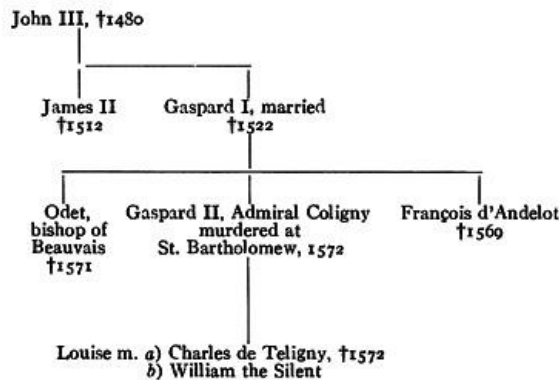 John III, †1480
James II
†1512
Gaspard I, married
†1522
Odet,
bishop of
Beauvais
†1571
Gaspard II, Admiral Coligny
murdered at
St. Bartholomew, 1572
François d'Andelot
†1569
Louise m. a) Charles de Teligny, †1572
b) William the Silent